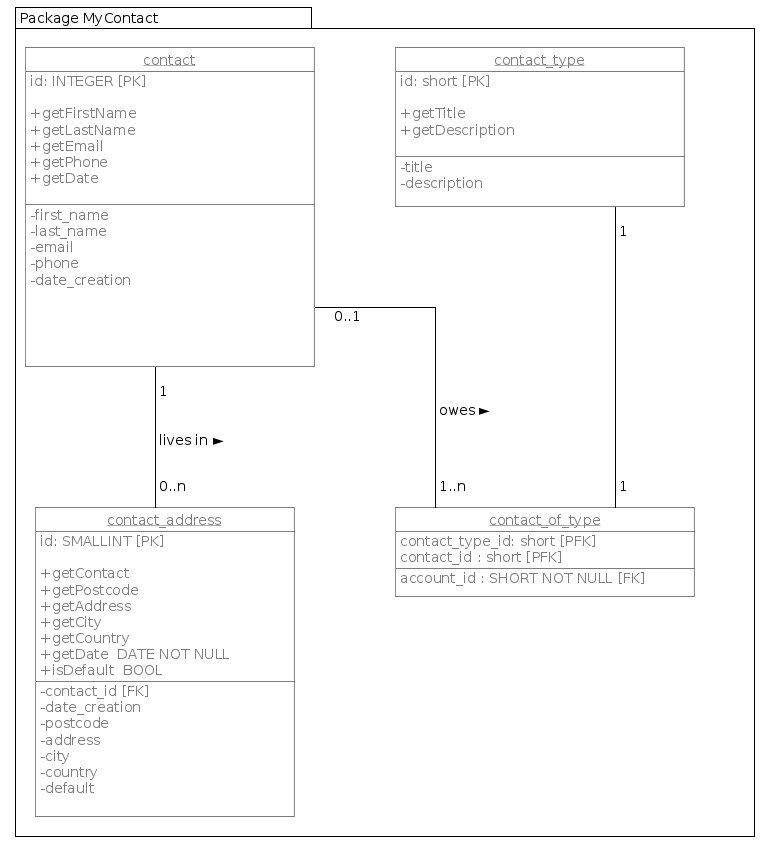 Package MyContact
contact
id: INTEGER [PK]
+getFirstName
+getLastName
+getEmail
+getPhone
+getDate
-first_name
-last_name
-email
-phone
-date_creation
contact_type
id: short [PK]
+getTitle
+getDescription
-title
-description
1
0..1
1
owes ►
lives in ►
0..n
1..n
1
contact_address
id: SMALLINT [PK]
+getContact
+getPostcode
+getAddress
+getCity
+getCountry
+getDate  DATE NOT NULL
+isDefault  BOOL
-contact_id [FK]
-date_creation
-postcode
-address
-city
-country
-default
contact_of_type
contact_type_id: short [PFK]
contact_id : short [PFK]
account_id : SHORT NOT NULL [FK]